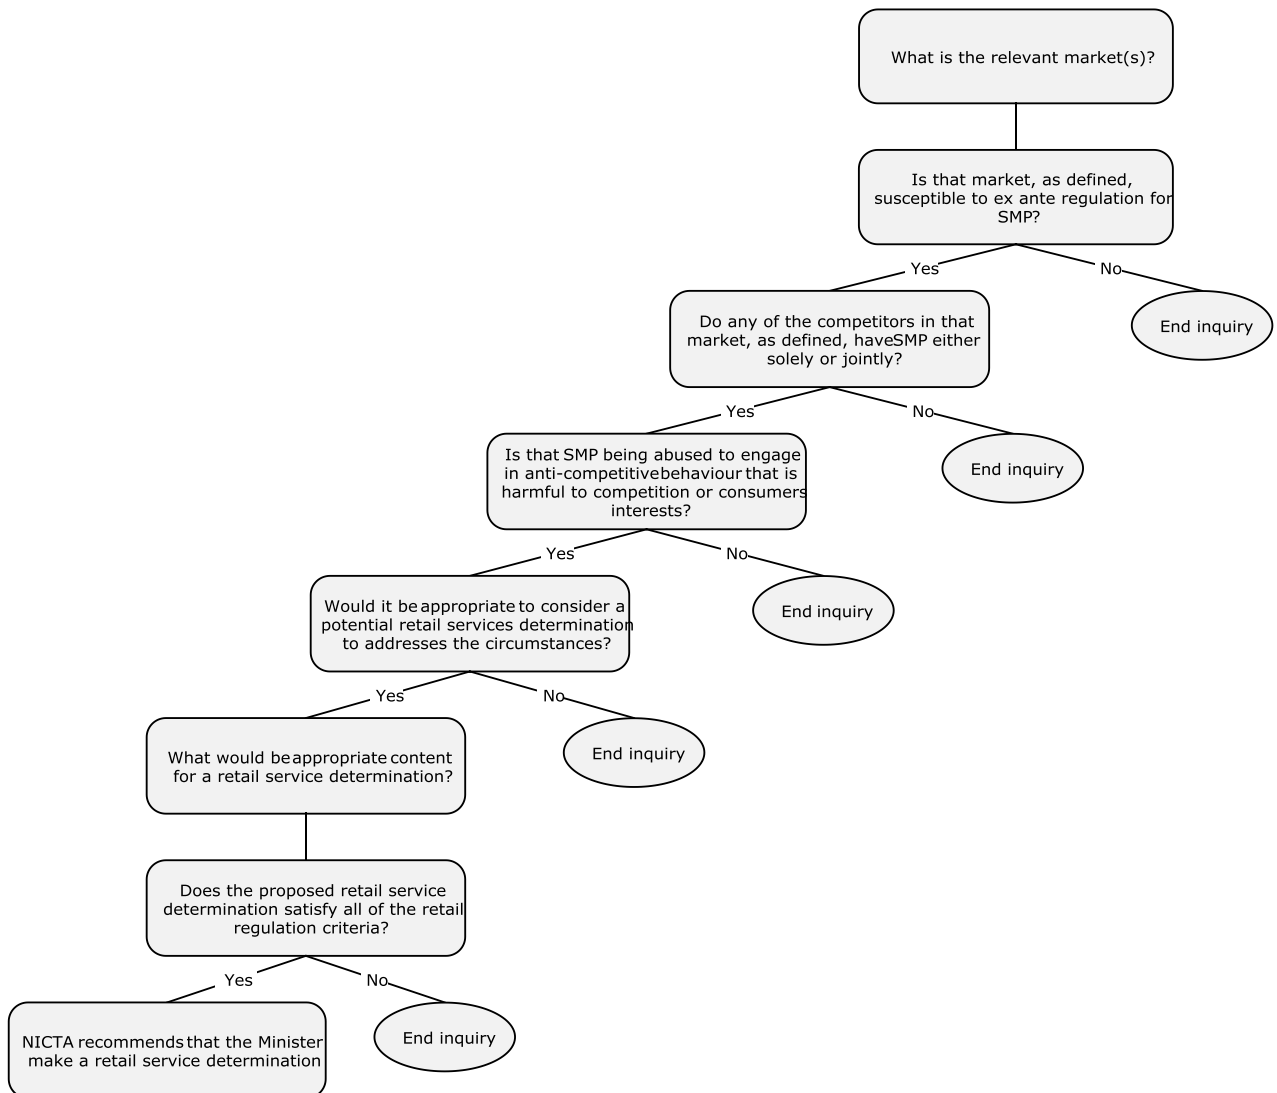 What is the relevant market(s)?
Is that market, as defined,
susceptible to ex ante regulation for
SMP?
Yes
No
Do any of the competitors in that
market, as defined, have SMP either
solely or jointly?
End inquiry
Yes
No
Is that SMP being abused to engage
in anti-competitive behaviour that is
harmful to competition or consumers
interests?
End inquiry
Yes
No
Would it be appropriate to consider a
potential retail services determination
to addresses the circumstances?
End inquiry
Yes
No
What would be appropriate content
for a retail service determination?
End inquiry
Does the proposed retail service
determination satisfy all of the retail
regulation criteria?
Yes
No
NICTA recommends that the Minister
make a retail service determination
End inquiry